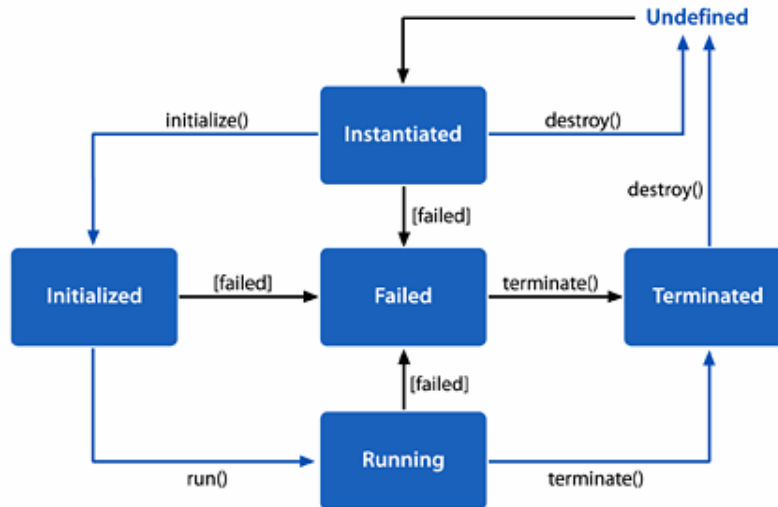 Undefined
initialize()
Instantiated
destroy()
[failed]
destroy()
Initialized
[failed]
Failed
terminate()
Terminated
[failed]
run()
Running
terminate()